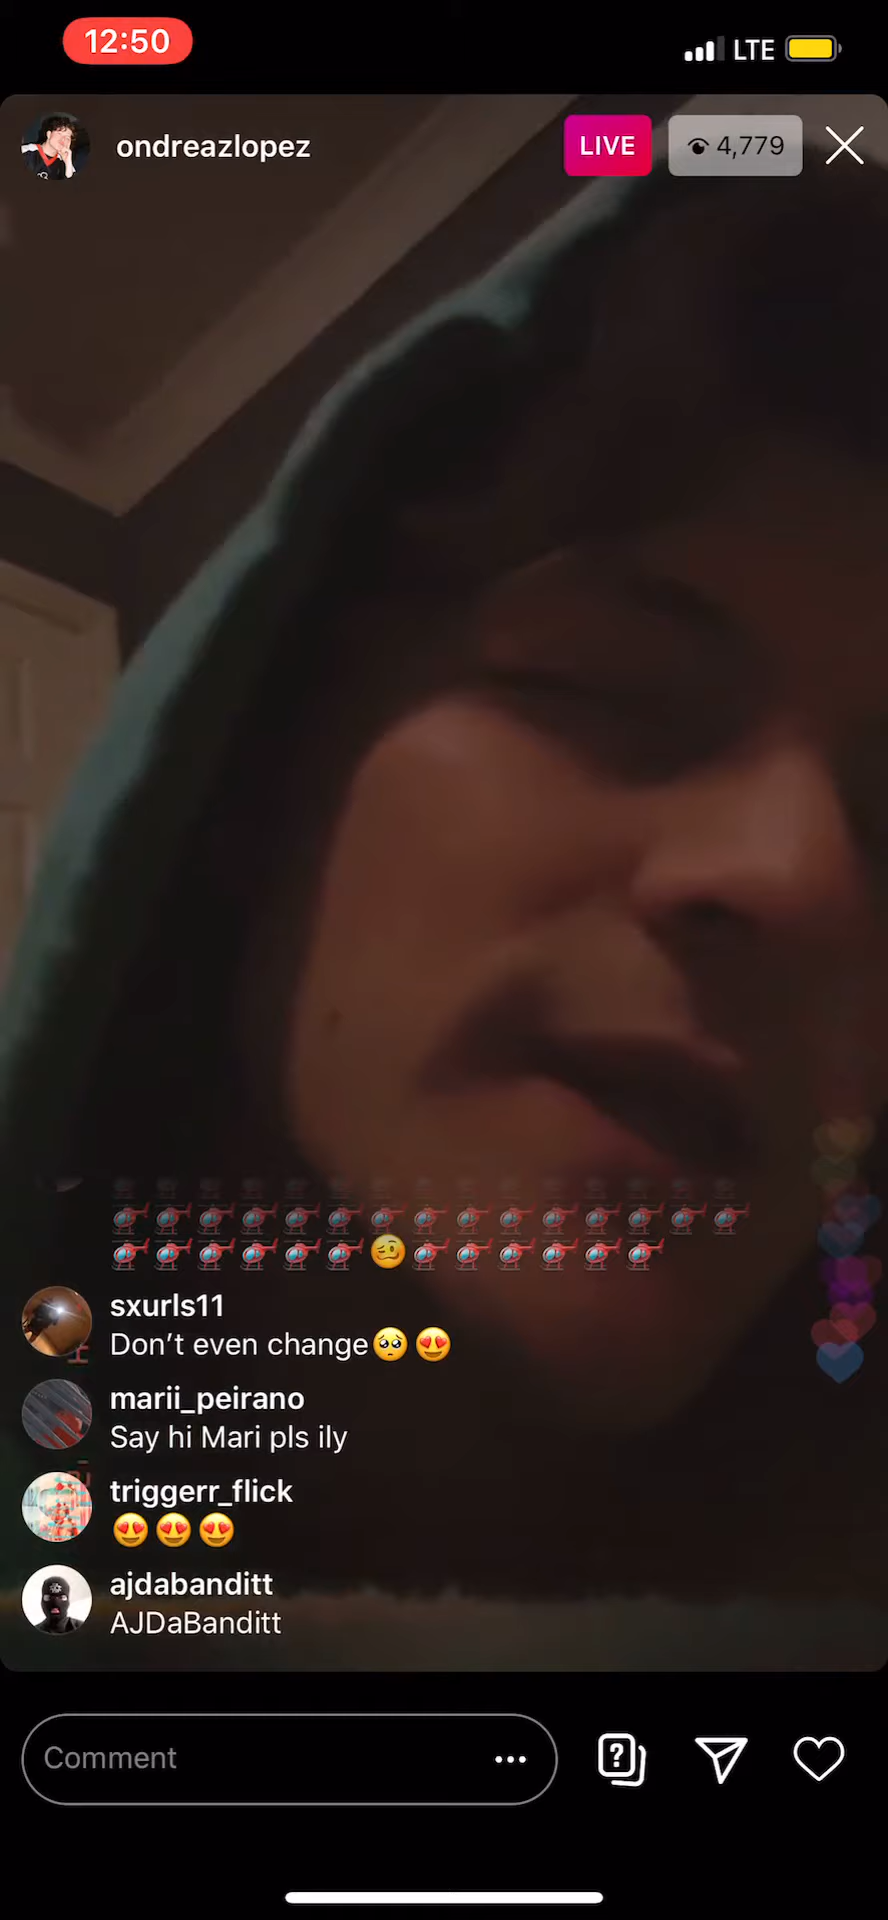 12:50
LTE
ondreazlopez
LIVE
4,779
sxurls11
Don’t even change🥺😍
marii_peirano
Say hi Mari pls ily
triggerr_flick
😍😍😍
ajdabanditt
AJDaBanditt
Comment